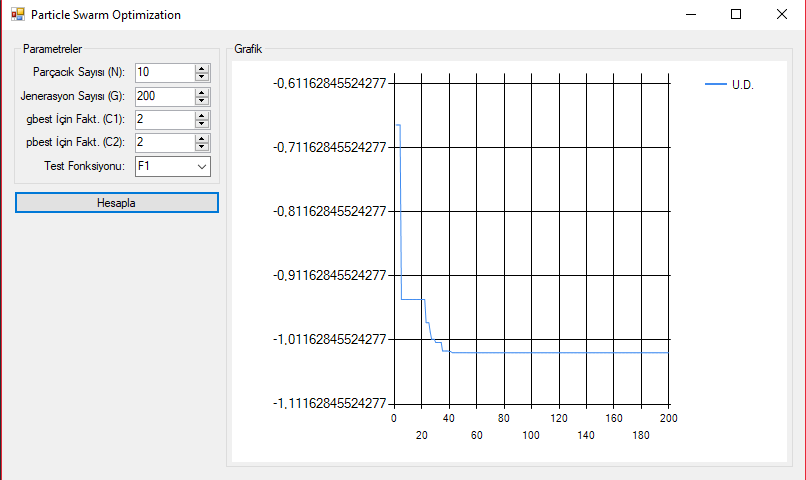 Particle Swarm Optimization
Parametreler
Parçacık Sayısı (N): 10
Jenerasyon Sayısı (G): 200
gbest İçin Fakt. (C1): 2
pbest İçin Fakt. (C2): 2
Test Fonksiyonu: F1
Hesapla
Grafik
-0,61162845524277
-0,71162845524277
-0,81162845524277
-0,91162845524277
-1,01162845524277
-1,11162845524277
0 40 80 120 160 200
20 60 100 140 180
U.D.